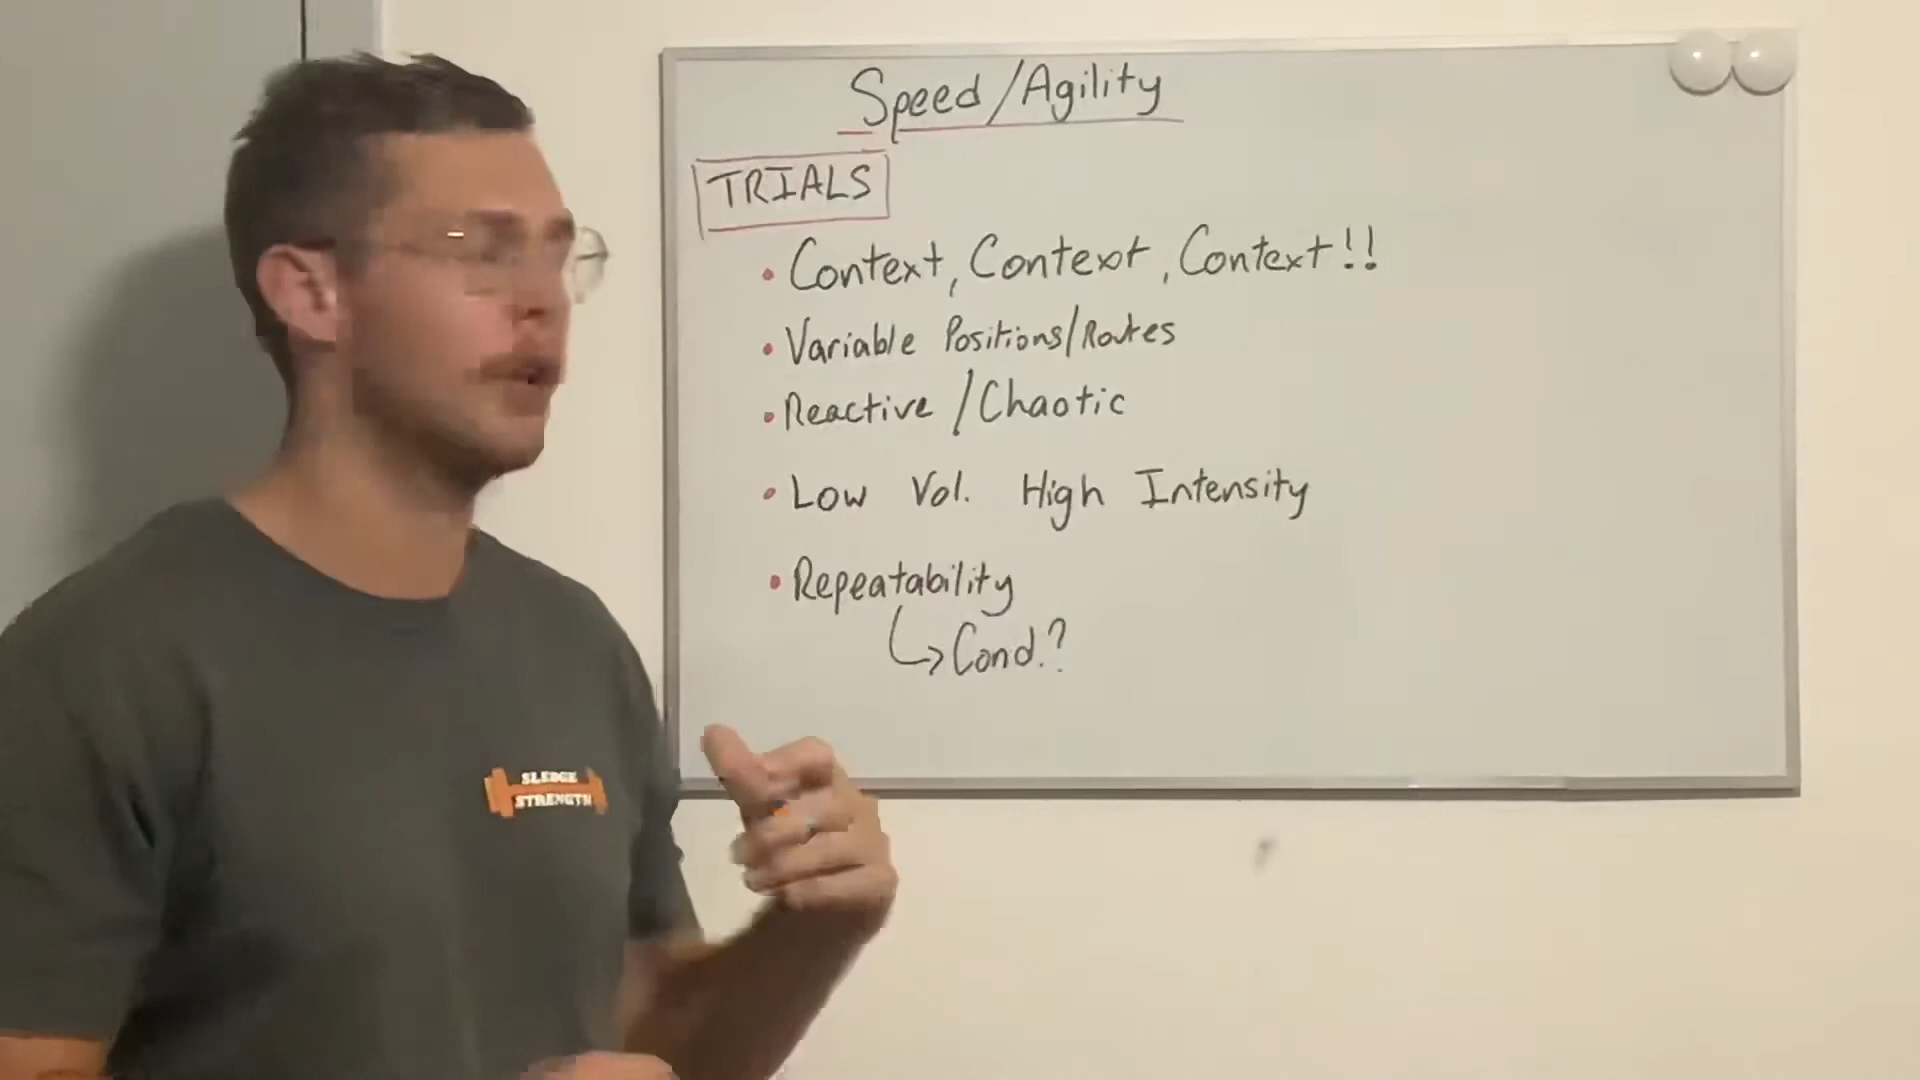 Speed/Agility
TRIALS
• Context, Context, Context!!
• Variable Positions/Routes
• Reactive/Chaotic
• Low Vol. High Intensity
• Repeatability
↳ Cond.?
SLEDGE
STRENGTH